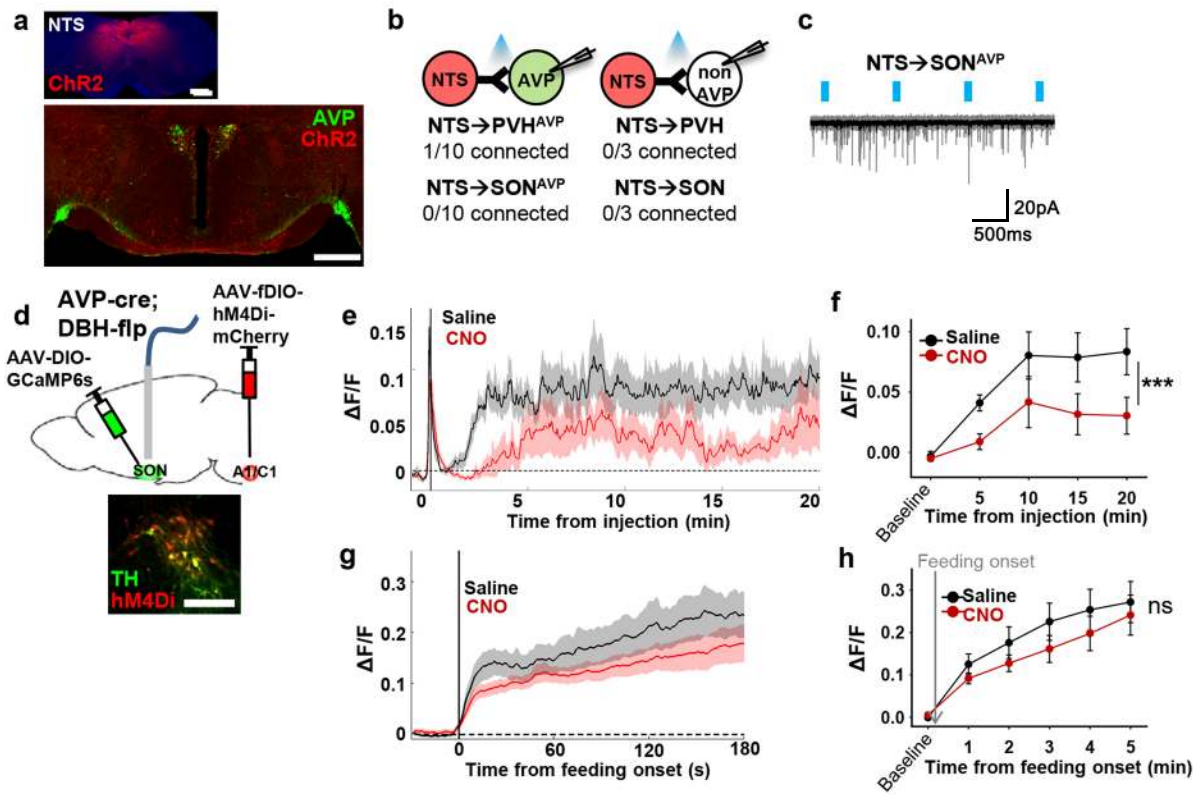 a
NTS
ChR2
AVP
ChR2
b
NTS
AVP
NTS
non
AVP
NTS→PVHᴬⱽᴾ
1/10 connected
NTS→SONᴬⱽᴾ
0/10 connected
NTS→PVH
0/3 connected
NTS→SON
0/3 connected
c
NTS→SONᴬⱽᴾ
20pA
500ms
d
AVP-cre;
DBH-flp
AAV-fDIO-
hM4Di-
mCherry
AAV-DIO-
GCaMP6s
SON
A1/C1
TH
hM4Di
e
Saline
CNO
ΔF/F
0.15
0.1
0.05
0
0 5 10 15 20
Time from injection (min)
f
Saline
CNO
ΔF/F
0.10
0.05
0.00
***
Baseline 5 10 15 20
Time from injection (min)
g
Saline
CNO
ΔF/F
0.3
0.2
0.1
0
0 60 120 180
Time from feeding onset (s)
h
Feeding onset
Saline
CNO
ΔF/F
0.3
0.2
0.1
0.0
ns
Baseline 1 2 3 4 5
Time from feeding onset (min)